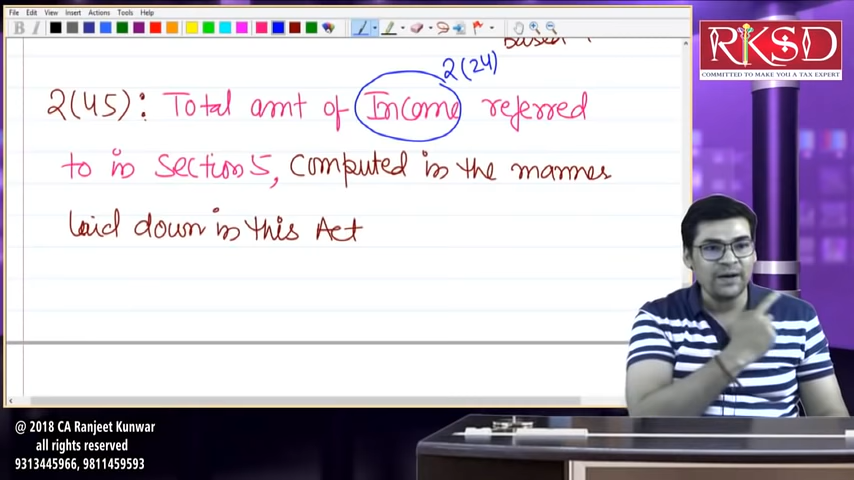 File Edit View Insert Actions Tools Help
B I
Based
2(24)
2(45): Total amt of Income referred
to in Section 5, computed in the manner
laid down in this Act
RKSD
COMMITTED TO MAKE YOU A TAX EXPERT
@ 2018 CA Ranjeet Kunwar
all rights reserved
9313445966, 9811459593